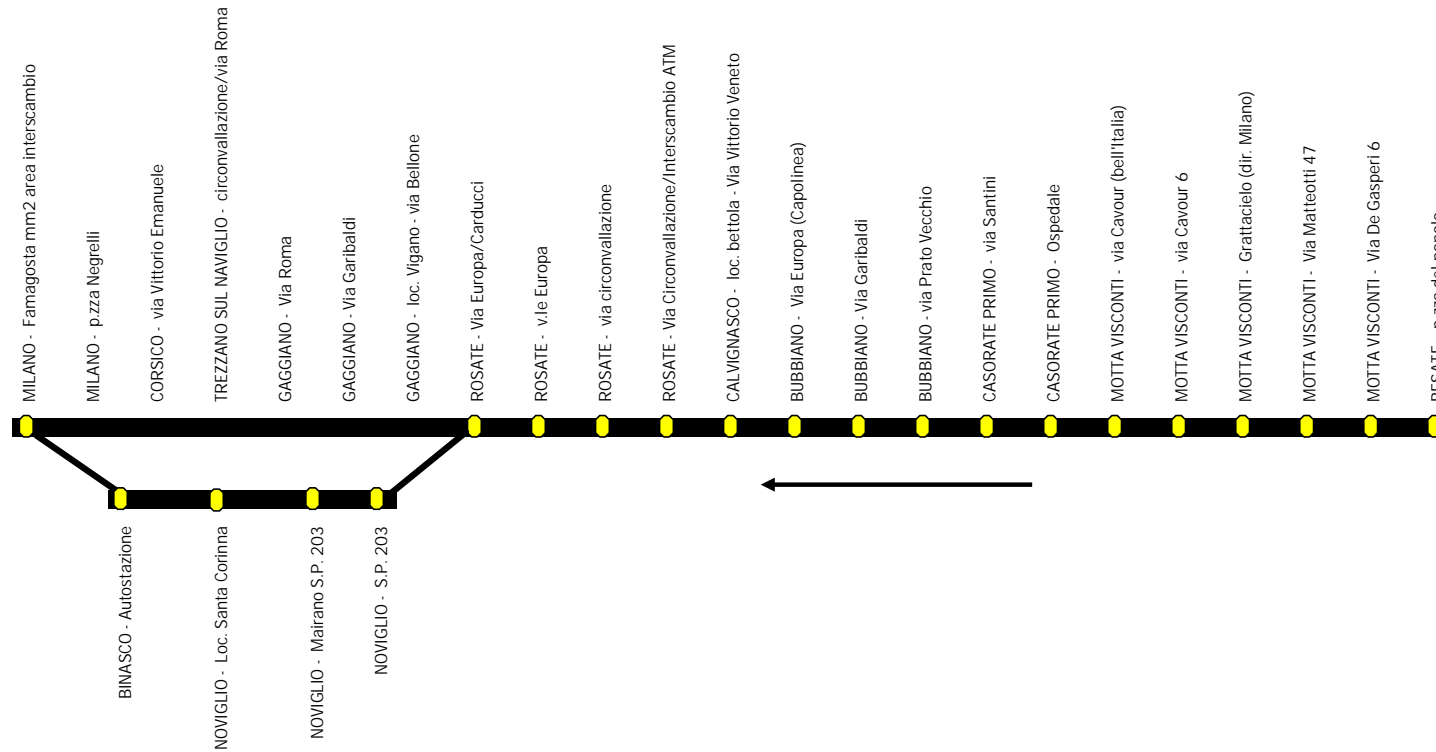 MILANO - Famagosta mm2 area interscambio
MILANO - p.zza Negrelli
CORSICO - via Vittorio Emanuele
TREZZANO SUL NAVIGLIO - circonvallazione/via Roma
GAGGIANO - Via Roma
GAGGIANO - Via Garibaldi
GAGGIANO - loc. Vigano - via Bellone
ROSATE - Via Europa/Carducci
ROSATE - v.le Europa
ROSATE - via circonvallazione
ROSATE - Via Circonvallazione/Interscambio ATM
CALVIGNASCO - loc. bettola - Via Vittorio Veneto
BUBBIANO - Via Europa (Capolinea)
BUBBIANO - Via Garibaldi
BUBBIANO - via Prato Vecchio
CASORATE PRIMO - via Santini
CASORATE PRIMO - Ospedale
MOTTA VISCONTI - via Cavour (bell'Italia)
MOTTA VISCONTI - via Cavour 6
MOTTA VISCONTI - Grattacielo (dir. Milano)
MOTTA VISCONTI - Via Matteotti 47
MOTTA VISCONTI - Via De Gasperi 6
BINASCO - Autostazione
NOVIGLIO - Loc. Santa Corinna
NOVIGLIO - Mairano S.P. 203
NOVIGLIO - S.P. 203